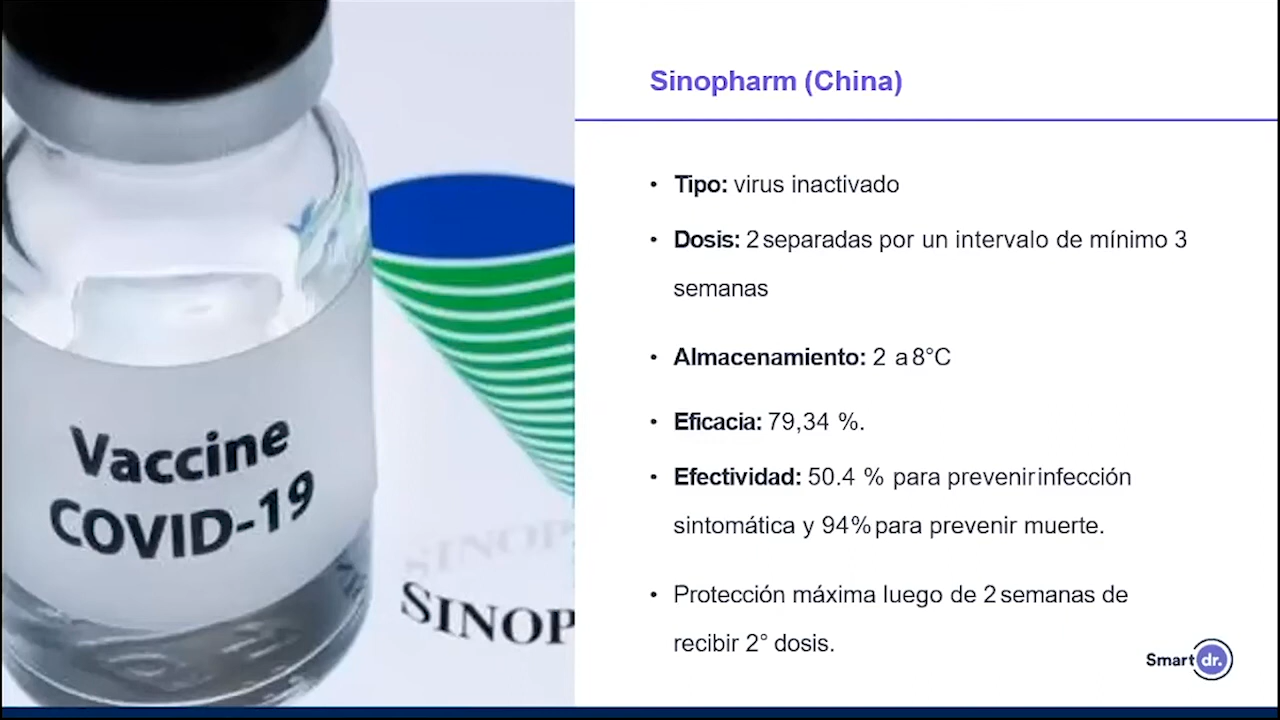 Vaccine
COVID-19
SINOP
SINOP
Sinopharm (China)
• Tipo: virus inactivado
• Dosis: 2 separadas por un intervalo de mínimo 3
semanas
• Almacenamiento: 2 a 8°C
• Eficacia: 79,34 %.
• Efectividad: 50.4 % para prevenir infección
sintomática y 94% para prevenir muerte.
• Protección máxima luego de 2 semanas de
recibir 2° dosis.
Smart dr.